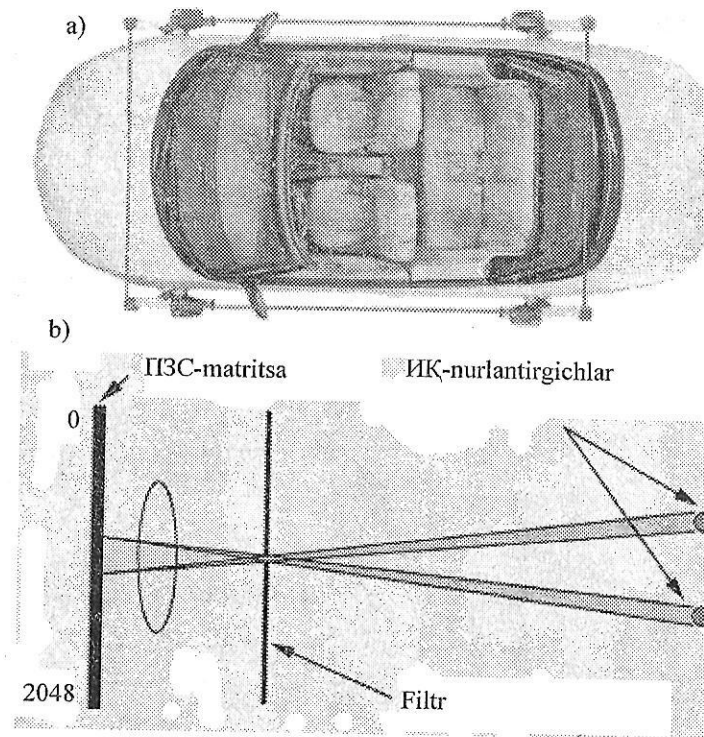 a)
b)
ПЗС-matritsa
ИҚ-nurlantirgichlar
0
2048
Filtr